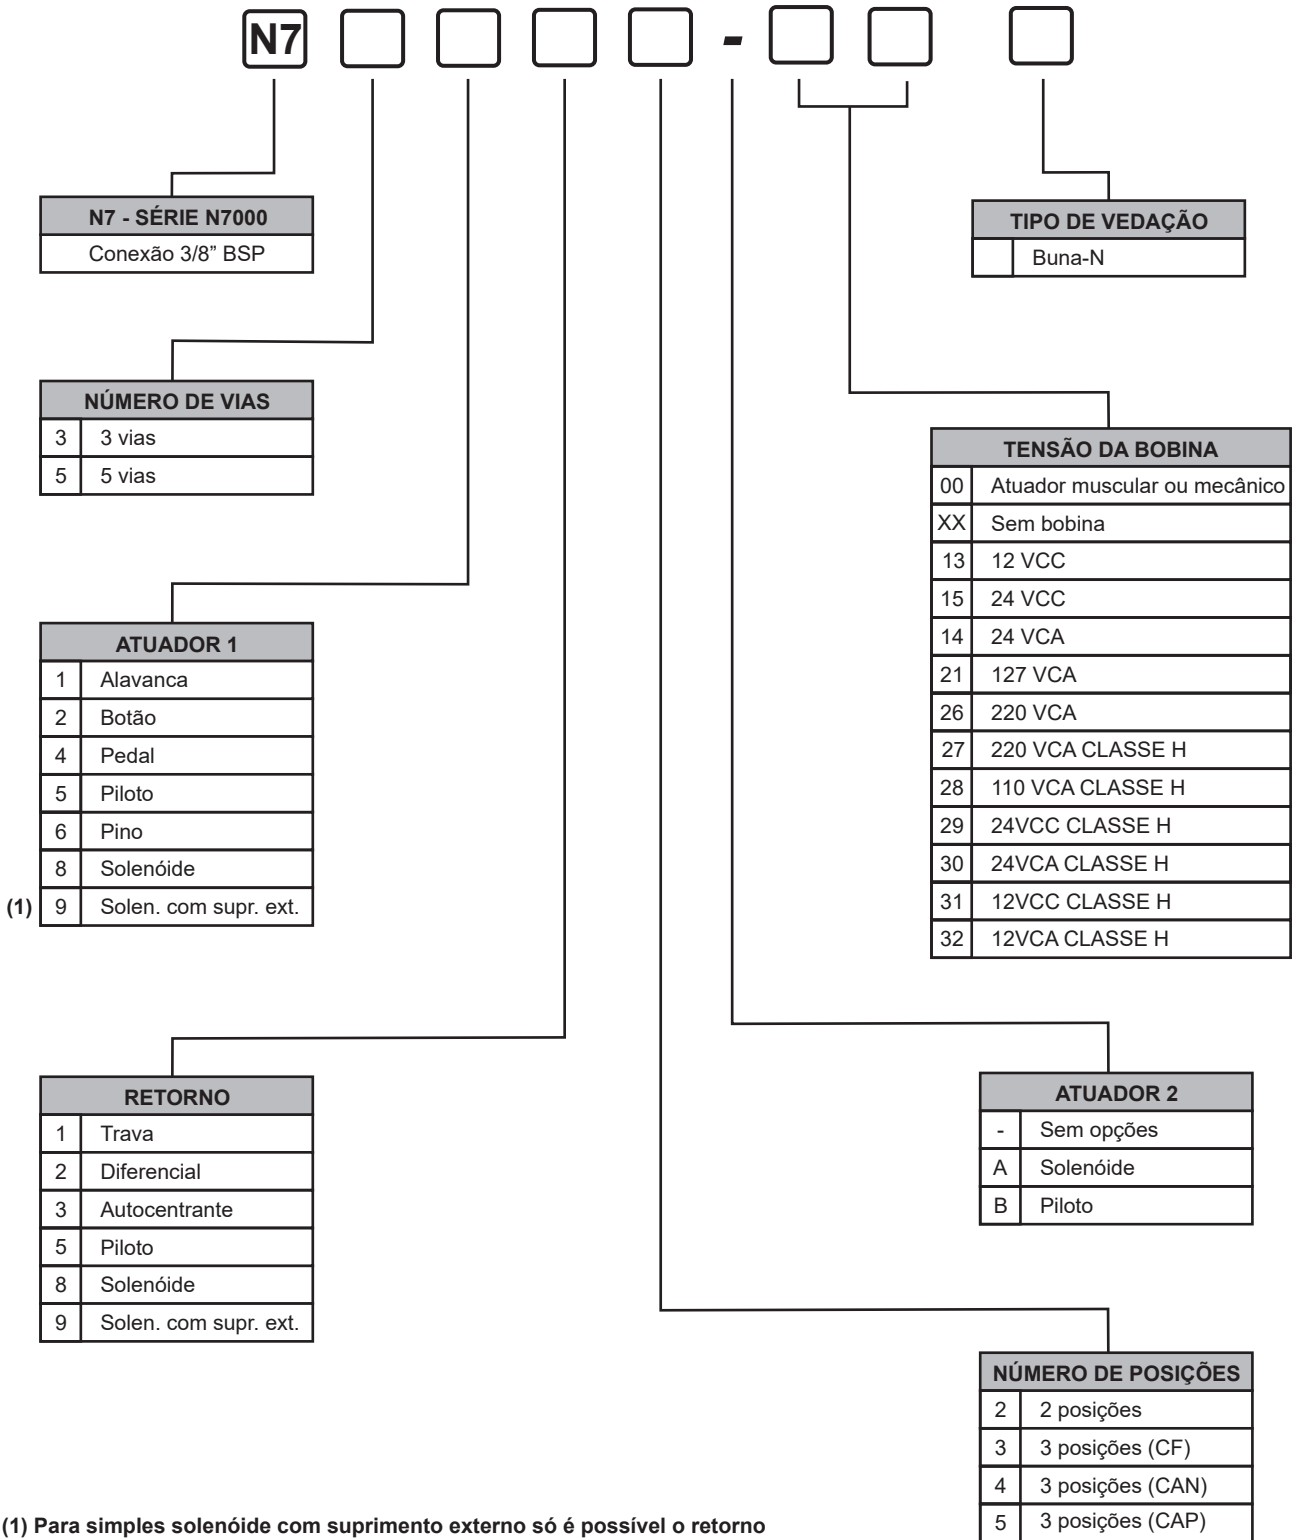 N7 -
N7 - SÉRIE N7000
Conexão 3/8” BSP
TIPO DE VEDAÇÃO
Buna-N
NÚMERO DE VIAS
3 3 vias
5 5 vias
TENSÃO DA BOBINA
00 Atuador muscular ou mecânico
XX Sem bobina
13 12 VCC
15 24 VCC
14 24 VCA
21 127 VCA
26 220 VCA
27 220 VCA CLASSE H
28 110 VCA CLASSE H
29 24VCC CLASSE H
30 24VCA CLASSE H
31 12VCC CLASSE H
32 12VCA CLASSE H
ATUADOR 1
1 Alavanca
2 Botão
4 Pedal
5 Piloto
6 Pino
8 Solenóide
(1) 9 Solen. com supr. ext.
RETORNO
1 Trava
2 Diferencial
3 Autocentrante
5 Piloto
8 Solenóide
9 Solen. com supr. ext.
ATUADOR 2
- Sem opções
A Solenóide
B Piloto
NÚMERO DE POSIÇÕES
2 2 posições
3 3 posições (CF)
4 3 posições (CAN)
5 3 posições (CAP)
(1) Para simples solenóide com suprimento externo só é possível o retorno